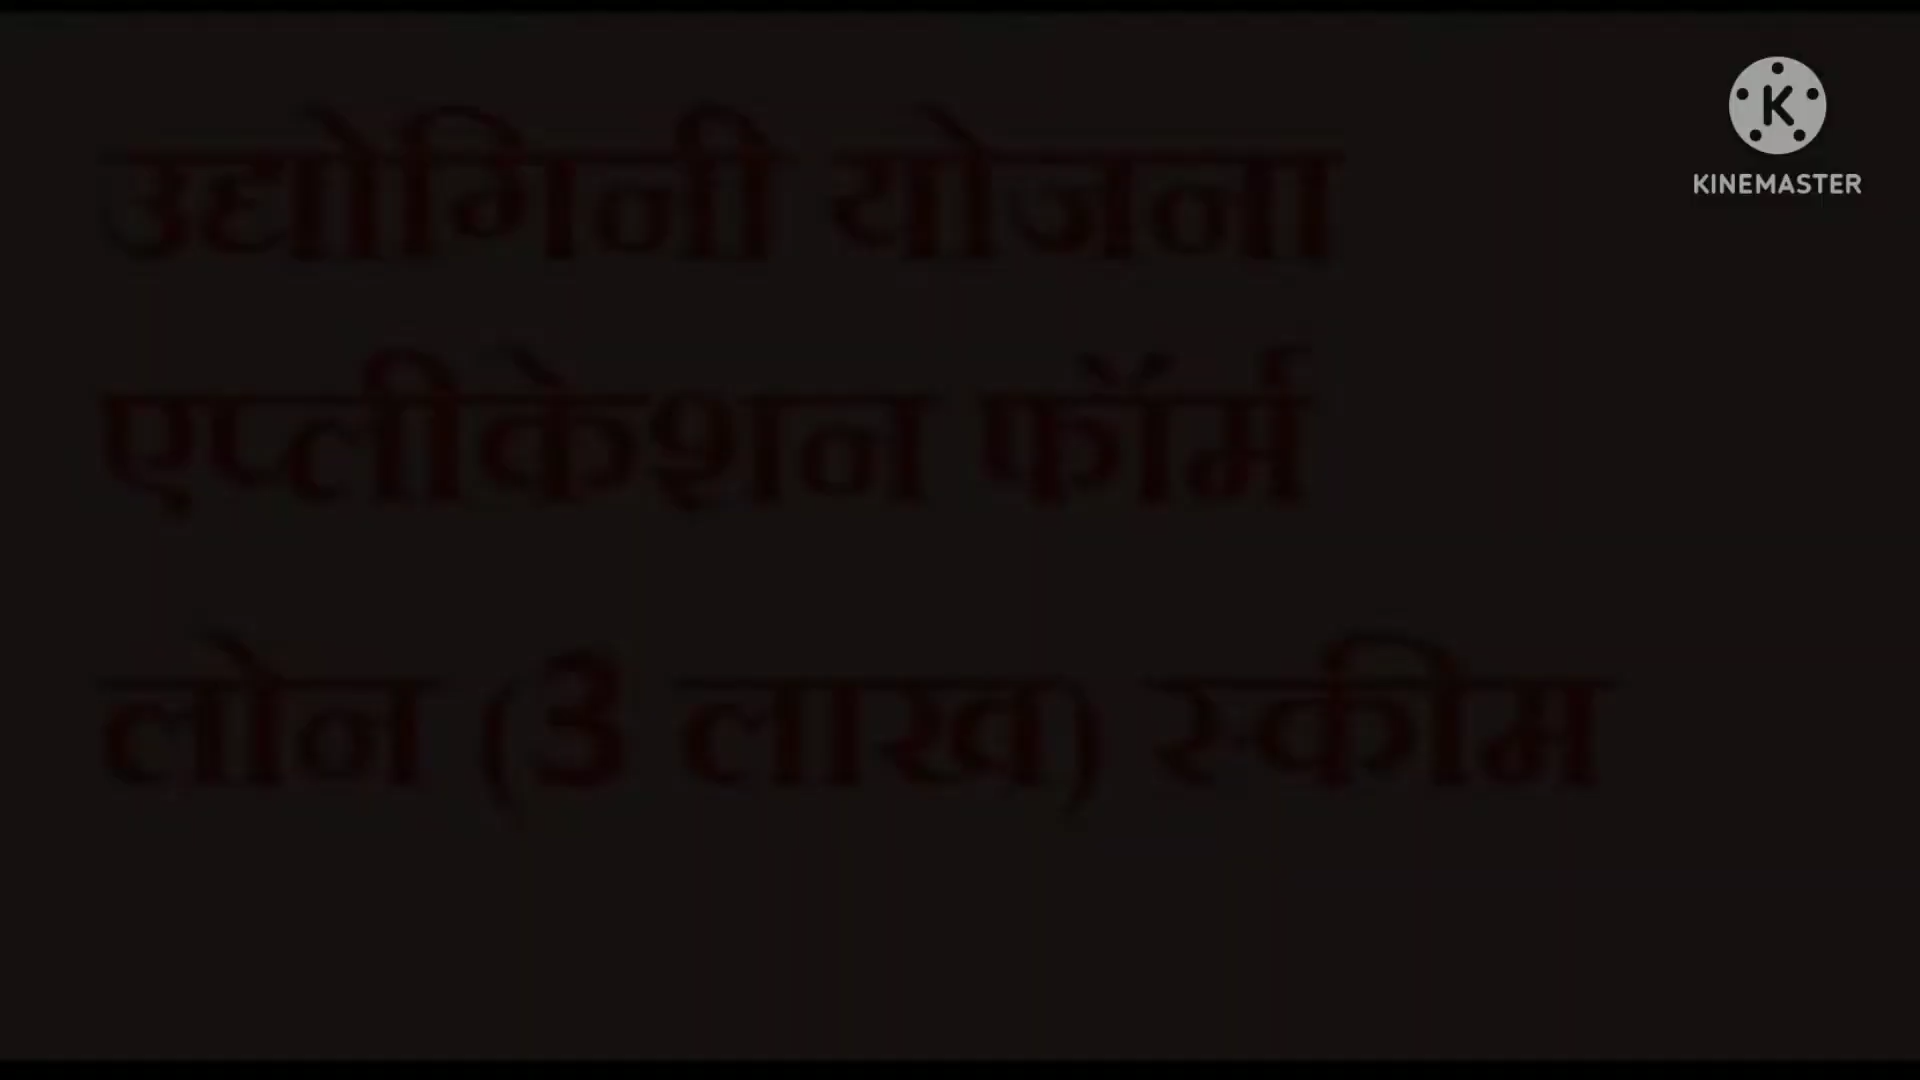 उद्योगिनी योजना
एप्लीकेशन फॉर्म
लोन (3 लाख) स्कीम
K
KINEMASTER